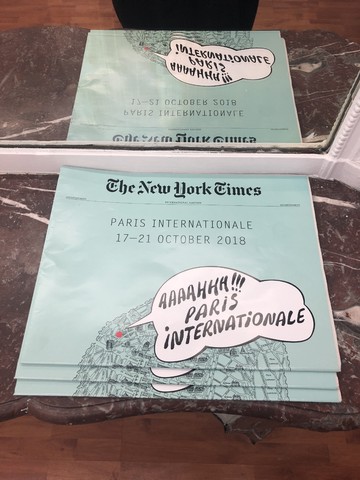 The New York Times
PARIS INTERNATIONALE
17—21 OCTOBER 2018
AAAAHHH!!!
PARIS
INTERNATIONALE